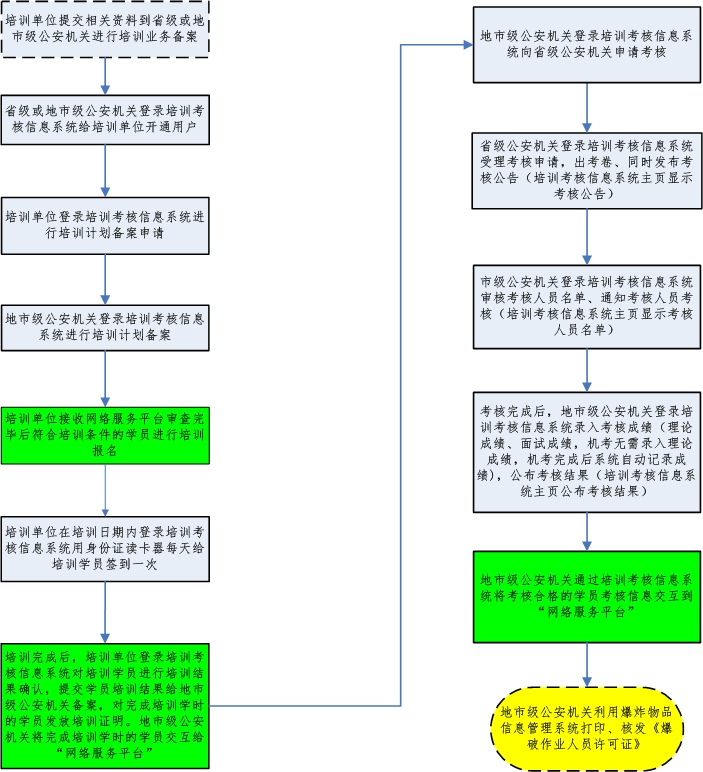 培训单位提交相关资料到省级或地
市级公安机关进行培训业务备案
省级或地市级公安机关登录培训考
核信息系统给培训单位开通用户
培训单位登录培训考核信息系统进
行培训计划备案申请
地市级公安机关登录培训考核信息
系统进行培训计划备案
培训单位接收网络服务平台审查完
毕后符合培训条件的学员进行培训
报名
培训单位在培训日期内登录培训考
核信息系统用身份证读卡器每天给
培训学员签到一次
培训完成后，培训单位登录培训考
核信息系统对培训学员进行培训结
果确认，提交学员培训结果给地市
级公安机关备案，对完成培训学时
的学员发放培训证明。地市级公安
机关将完成培训学时的学员交互给
“网络服务平台”
地市级公安机关登录培训考核信息系
统向省级公安机关申请考核
省级公安机关登录培训考核信息系统
受理考核申请，出考卷、同时发布考
核公告（培训考核信息系统主页显示
考核公告）
市级公安机关登录培训考核信息系统
审核考核人员名单、通知考核人员考
核（培训考核信息系统主页显示考核
人员名单）
考核完成后，地市级公安机关登录培
训考核信息系统录入考核成绩（理论
成绩、面试成绩，机考无需录入理论
成绩，机考完成后系统自动记录成
绩)，公布考核结果（培训考核信息系
统主页公布考核结果）
地市级公安机关通过培训考核信息系
统将考核合格的学员考核信息交互到
“网络服务平台”
地市级公安机关利用爆炸物品
信息管理系统打印、核发《爆
破作业人员许可证》